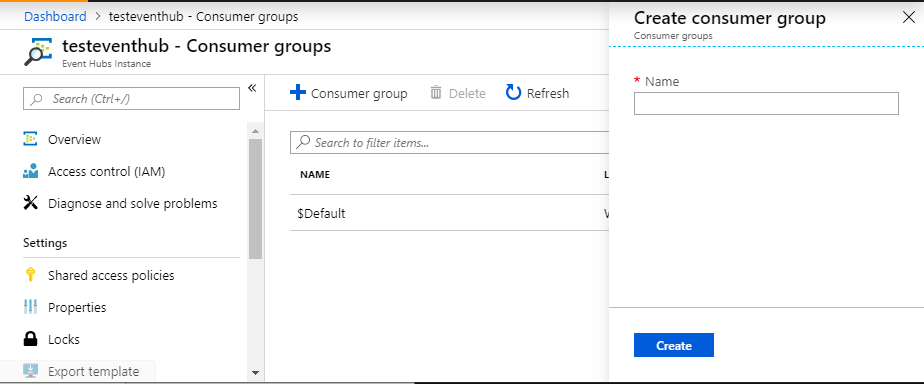 Dashboard > testeventhub - Consumer groups
testeventhub - Consumer groups
Event Hubs Instance
Search (Ctrl+/)
«
Overview
Access control (IAM)
Diagnose and solve problems
Settings
Shared access policies
Properties
Locks
Export template
+ Consumer group Delete Refresh
Search to filter items...
NAME
$Default
Create consumer group
Consumer groups
* Name
Create